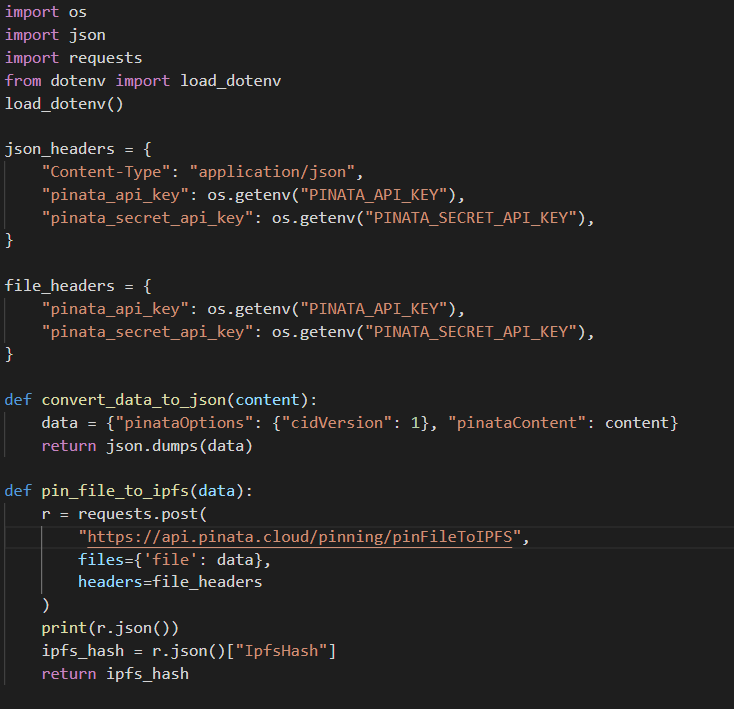 import os
import json
import requests
from dotenv import load_dotenv
load_dotenv()
json_headers = {
    "Content-Type": "application/json",
    "pinata_api_key": os.getenv("PINATA_API_KEY"),
    "pinata_secret_api_key": os.getenv("PINATA_SECRET_API_KEY"),
}
file_headers = {
    "pinata_api_key": os.getenv("PINATA_API_KEY"),
    "pinata_secret_api_key": os.getenv("PINATA_SECRET_API_KEY"),
}
def convert_data_to_json(content):
    data = {"pinataOptions": {"cidVersion": 1}, "pinataContent": content}
    return json.dumps(data)
def pin_file_to_ipfs(data):
    r = requests.post(
        "https://api.pinata.cloud/pinning/pinFileToIPFS",
        files={'file': data},
        headers=file_headers
    )
    print(r.json())
    ipfs_hash = r.json()["IpfsHash"]
    return ipfs_hash